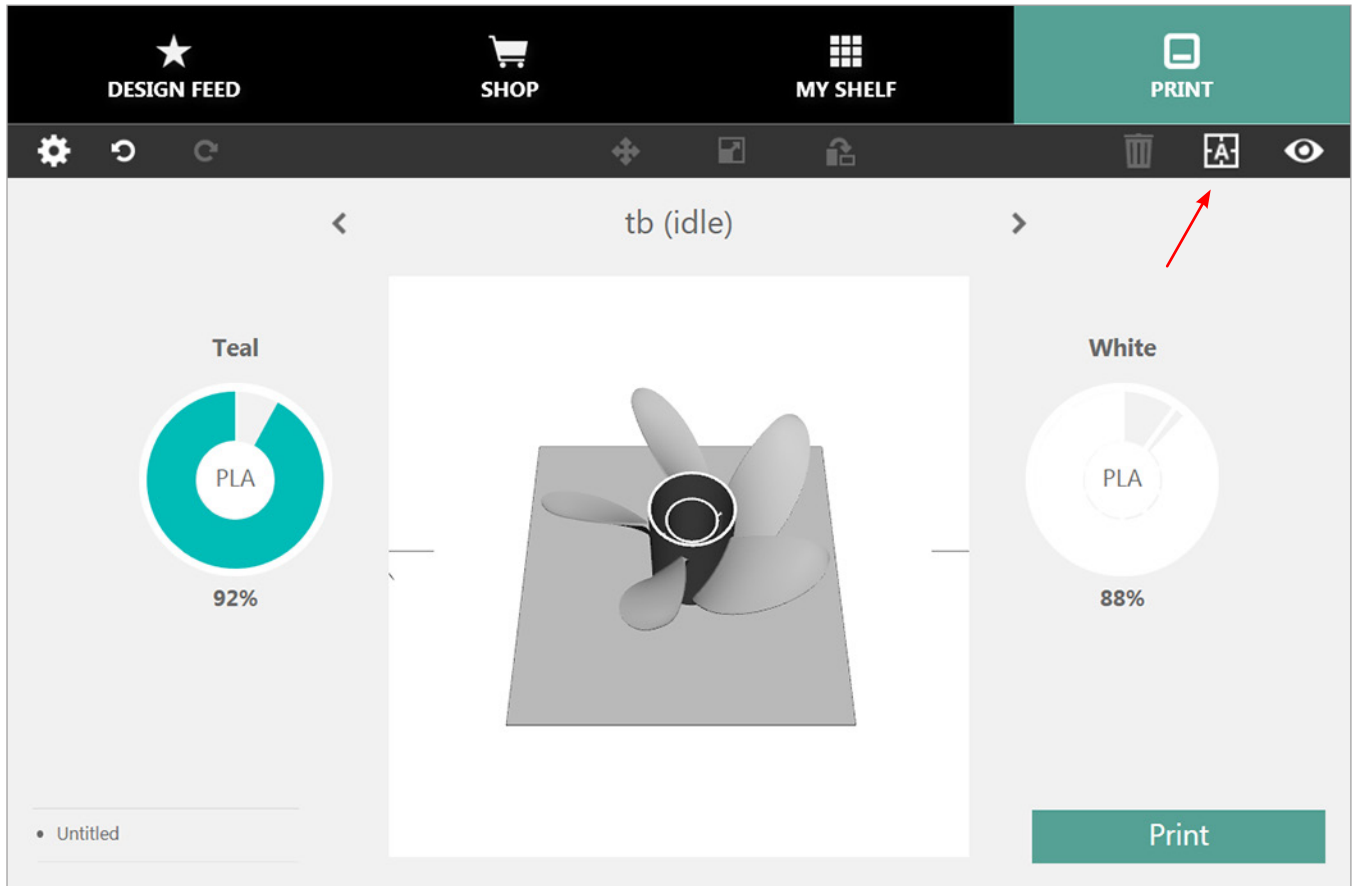 DESIGN FEED
SHOP
MY SHELF
PRINT
A
tb (idle)
Teal
White
PLA
PLA
92%
88%
Untitled
Print